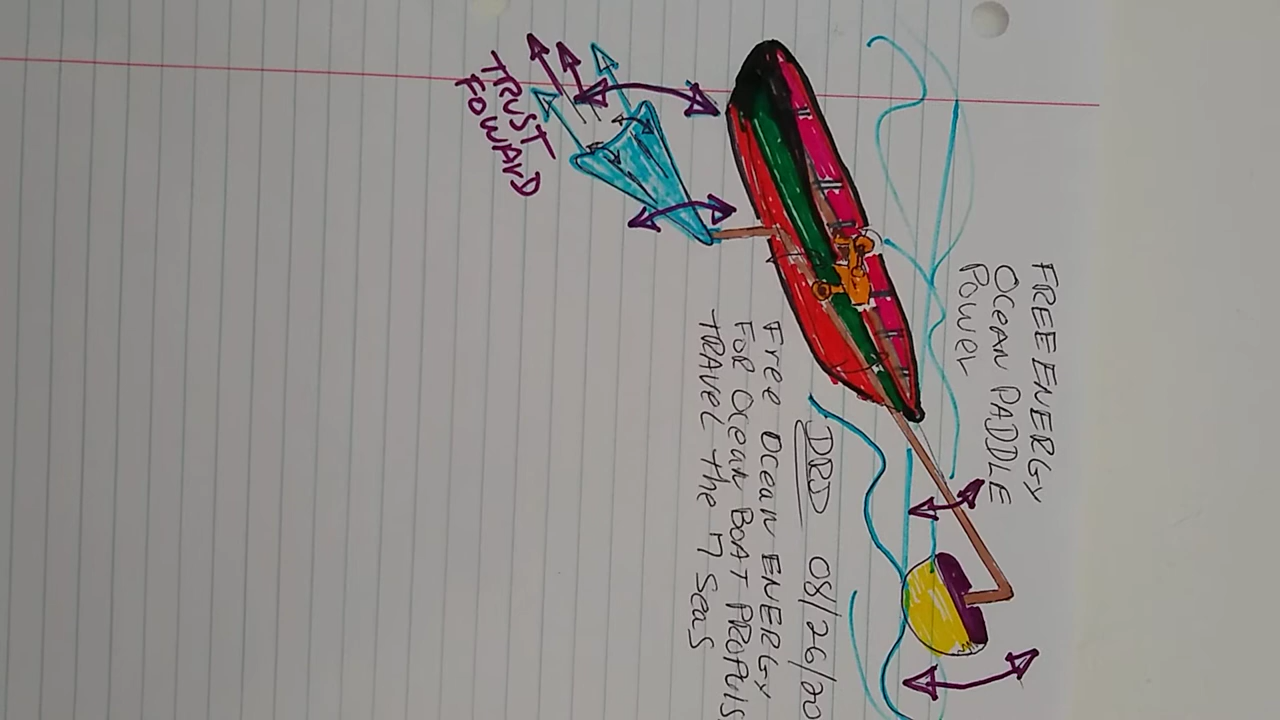 FREE ENERGY
OCEAN PADDLE
POWER
DRD 08/26/20
Free OCEAN ENERGY
FOR OCEAN BOAT PROPULS
TRAVEL the 7 Seas
TRUST
FOWARD